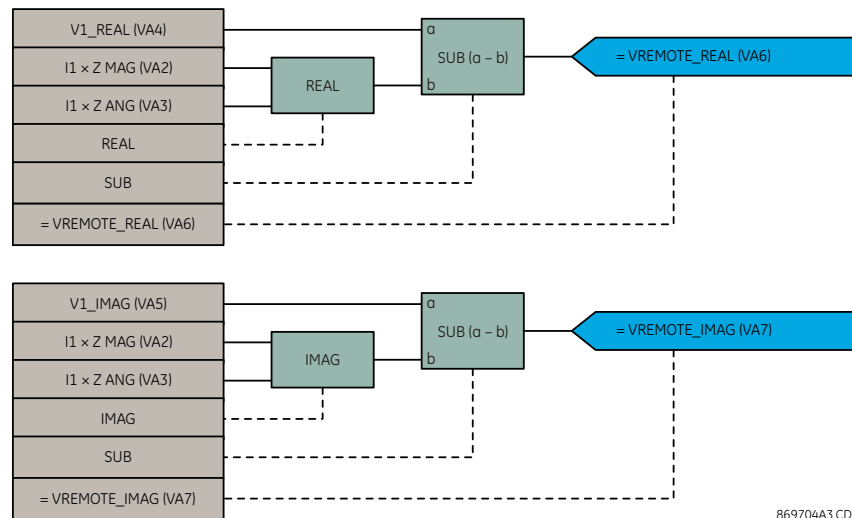 V1_REAL (VA4)
I1 × Z MAG (VA2)
I1 × Z ANG (VA3)
REAL
SUB
= VREMOTE_REAL (VA6)
REAL
a
SUB (a – b)
b
= VREMOTE_REAL (VA6)
V1_IMAG (VA5)
I1 × Z MAG (VA2)
I1 × Z ANG (VA3)
IMAG
SUB
= VREMOTE_IMAG (VA7)
IMAG
a
SUB (a – b)
b
= VREMOTE_IMAG (VA7)
869704A3.CD